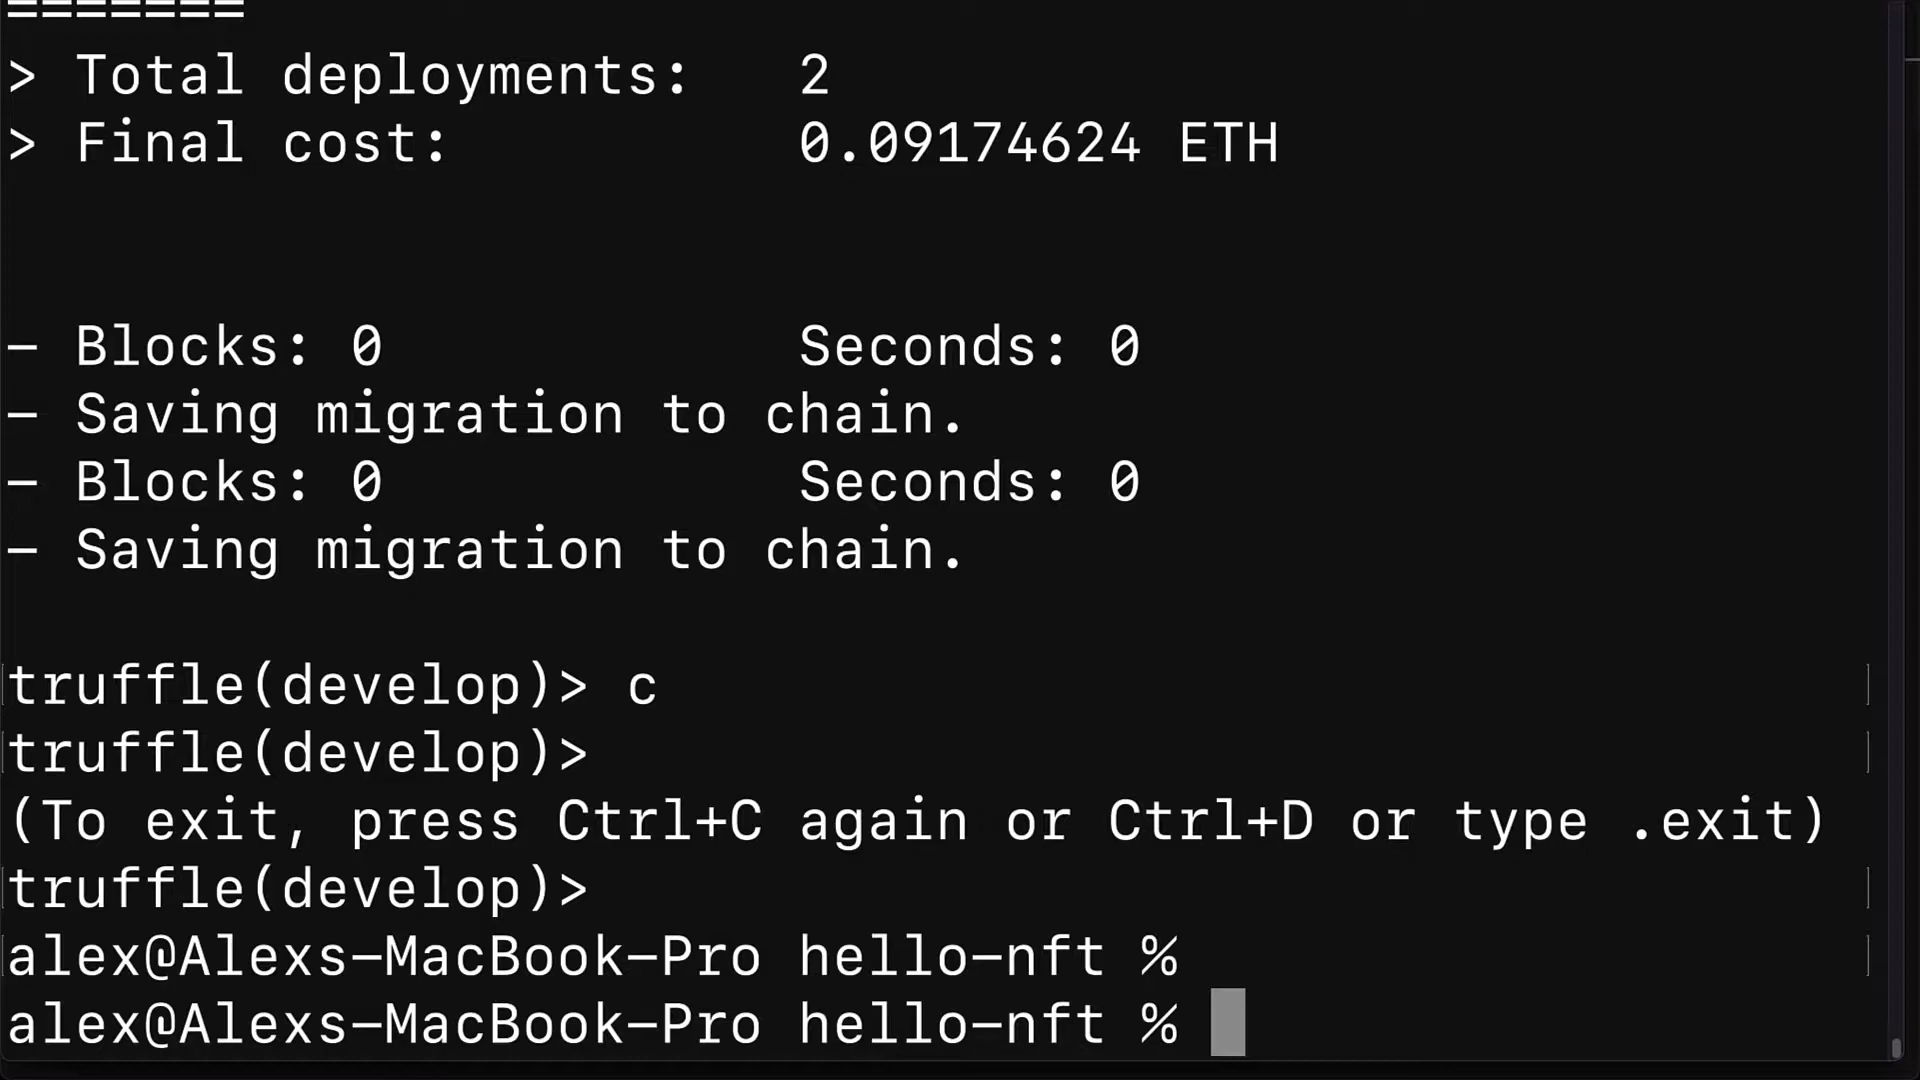 =======
> Total deployments:   2
> Final cost:          0.09174624 ETH
— Blocks: 0            Seconds: 0
— Saving migration to chain.
— Blocks: 0            Seconds: 0
— Saving migration to chain.
truffle(develop)> c
truffle(develop)>
(To exit, press Ctrl+C again or Ctrl+D or type .exit)
truffle(develop)>
alex@Alexs—MacBook—Pro hello—nft %
alex@Alexs—MacBook—Pro hello—nft %